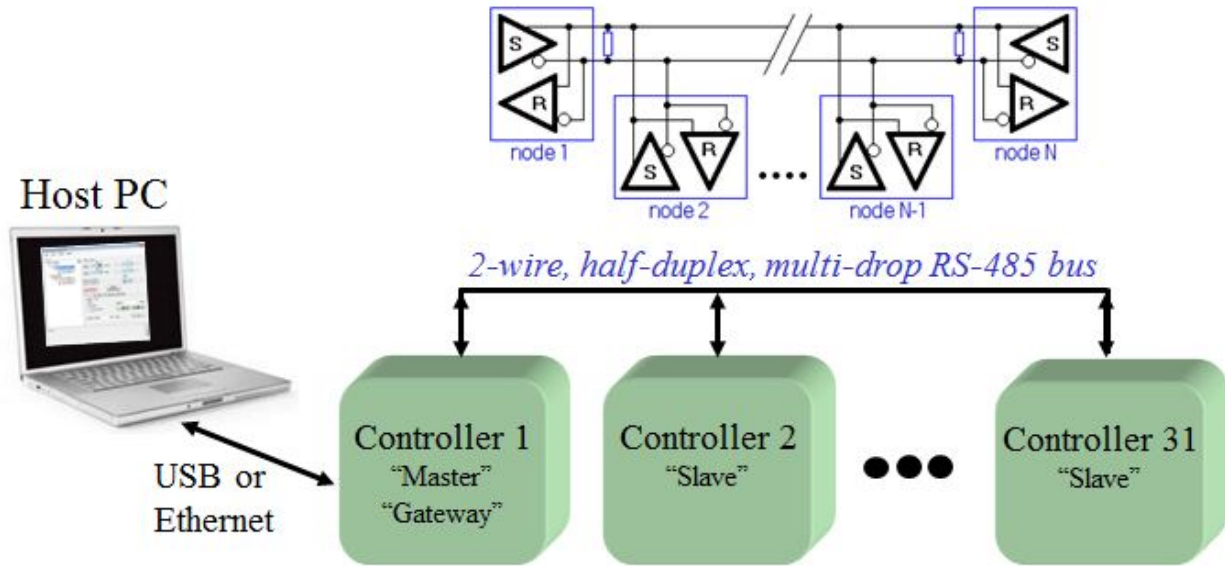 S
R
node 1
S
R
node 2
S
R
node N-1
S
R
node N
Host PC
2-wire, half-duplex, multi-drop RS-485 bus
USB or
Ethernet
Controller 1
“Master”
“Gateway”
Controller 2
“Slave”
Controller 31
“Slave”